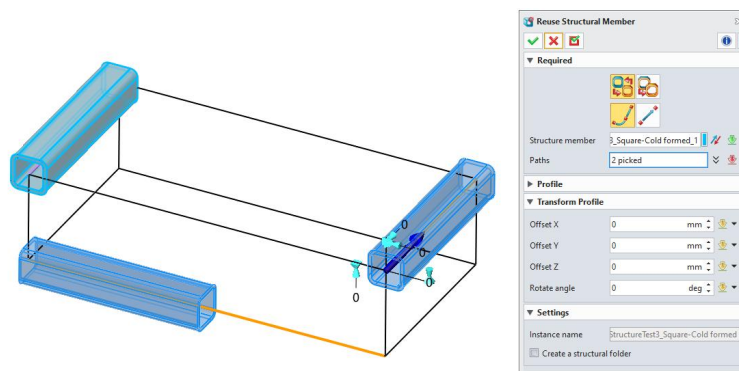 Reuse Structural Member
Required
Structure member
3_Square-Cold formed_1
Paths
2 picked
Profile
Transform Profile
Offset X
0
mm
Offset Y
0
mm
Offset Z
0
mm
Rotate angle
0
deg
Settings
Instance name
StructureTest3_Square-Cold formed
Create a structural folder
0
0
0
0